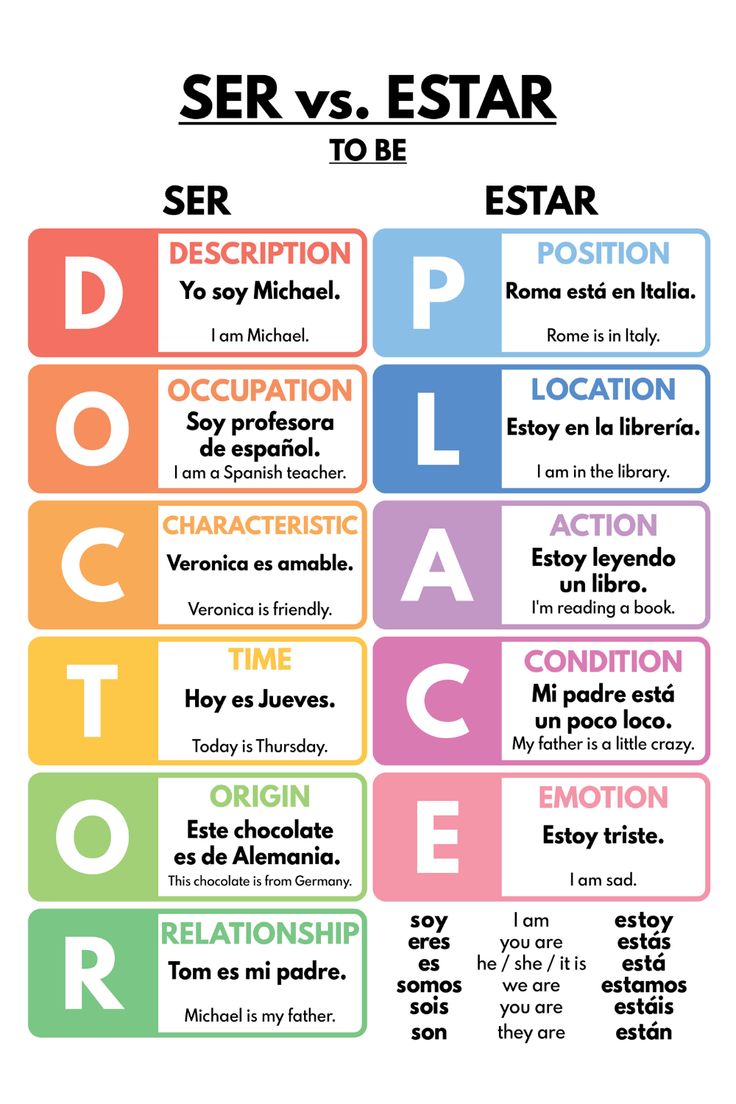 SER vs. ESTAR
TO BE
SER
D
DESCRIPTION
Yo soy Michael.
I am Michael.
O
OCCUPATION
Soy profesora
de español.
I am a Spanish teacher.
C
CHARACTERISTIC
Veronica es amable.
Veronica is friendly.
T
TIME
Hoy es Jueves.
Today is Thursday.
O
ORIGIN
Este chocolate
es de Alemania.
This chocolate is from Germany.
R
RELATIONSHIP
Tom es mi padre.
Michael is my father.
ESTAR
P
POSITION
Roma está en Italia.
Rome is in Italy.
L
LOCATION
Estoy en la librería.
I am in the library.
A
ACTION
Estoy leyendo
un libro.
I'm reading a book.
C
CONDITION
Mi padre está
un poco loco.
My father is a little crazy.
E
EMOTION
Estoy triste.
I am sad.
soy I am estoy
eres you are estás
es he / she / it is está
somos we are estamos
sois you are estáis
son they are están